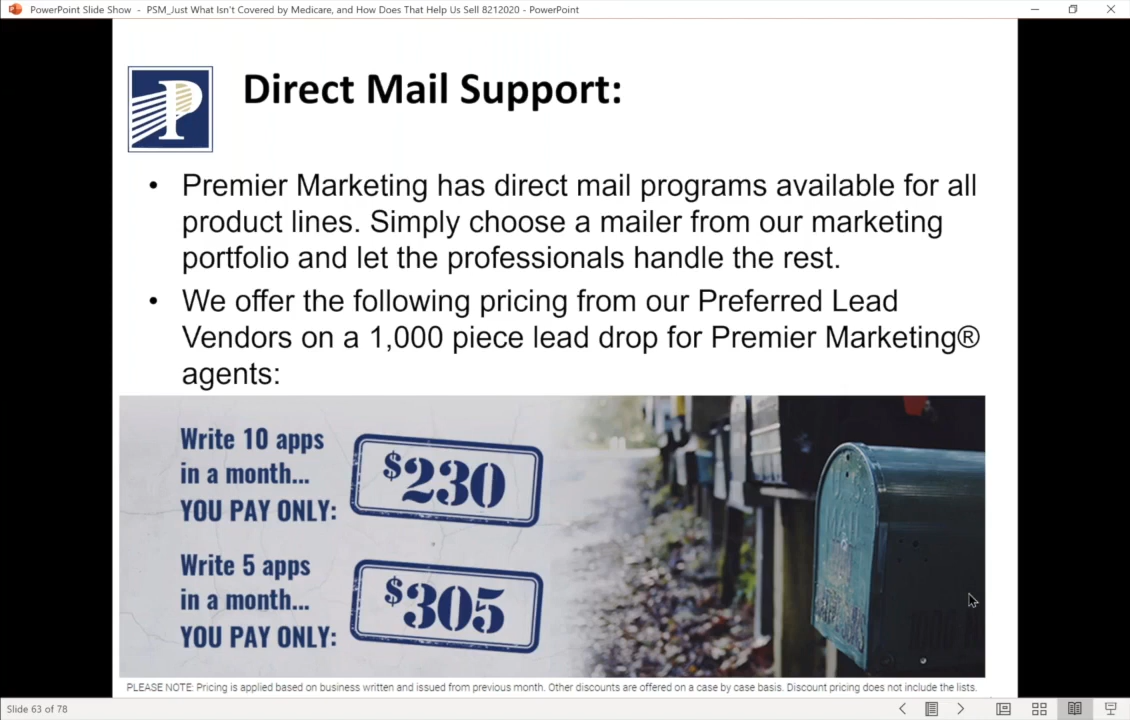 PowerPoint Slide Show - PSM_Just What Isn't Covered by Medicare, and How Does That Help Us Sell 8212020 - PowerPoint
P
Direct Mail Support:
• Premier Marketing has direct mail programs available for all
product lines. Simply choose a mailer from our marketing
portfolio and let the professionals handle the rest.
• We offer the following pricing from our Preferred Lead
Vendors on a 1,000 piece lead drop for Premier Marketing®
agents:
Write 10 apps
in a month...
YOU PAY ONLY:
$230
Write 5 apps
in a month...
YOU PAY ONLY:
$305
PLEASE NOTE: Pricing is applied based on business written and issued from previous month. Other discounts are offered on a case by case basis. Discount pricing does not include the lists.
Slide 63 of 78